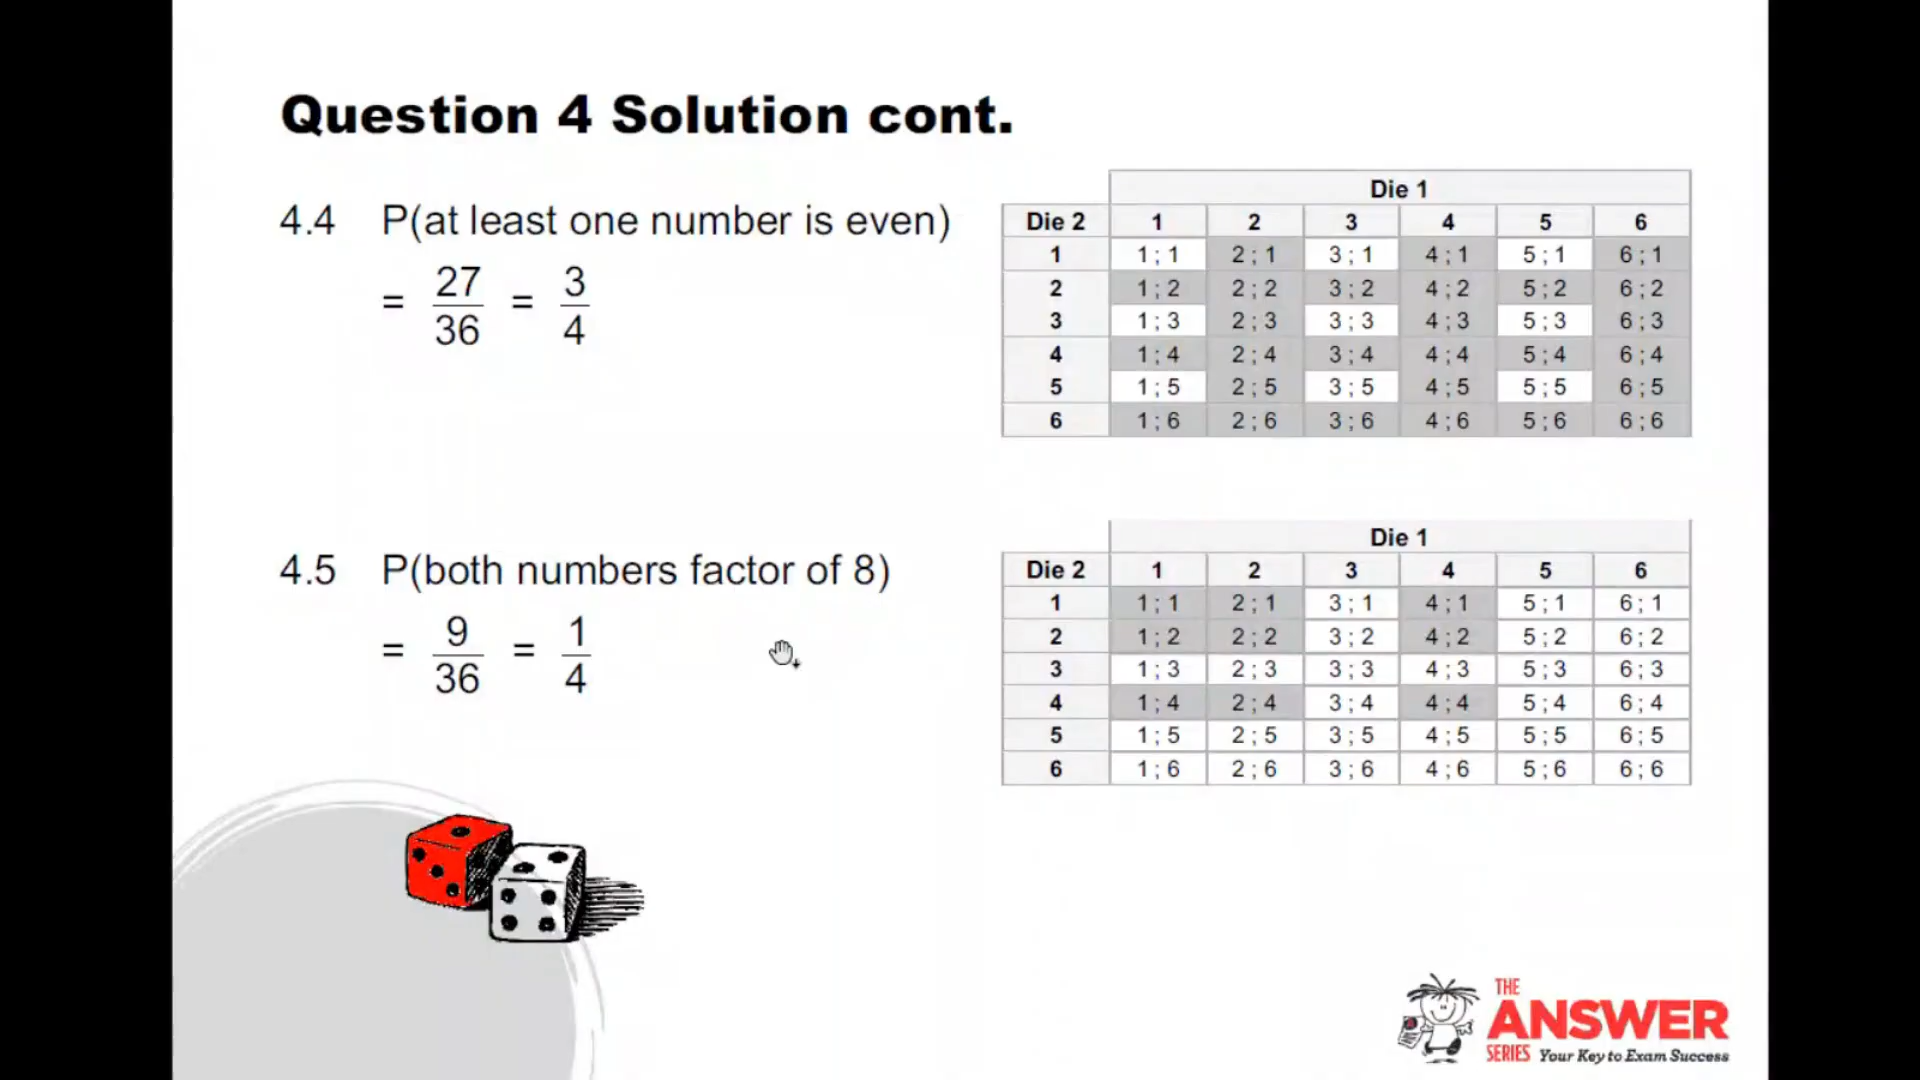 Question 4 Solution cont.
4.4 P(at least one number is even)
= 27/36 = 3/4
Die 1
Die 2 1 2 3 4 5 6
1 1 ; 1 2 ; 1 3 ; 1 4 ; 1 5 ; 1 6 ; 1
2 1 ; 2 2 ; 2 3 ; 2 4 ; 2 5 ; 2 6 ; 2
3 1 ; 3 2 ; 3 3 ; 3 4 ; 3 5 ; 3 6 ; 3
4 1 ; 4 2 ; 4 3 ; 4 4 ; 4 5 ; 4 6 ; 4
5 1 ; 5 2 ; 5 3 ; 5 4 ; 5 5 ; 5 6 ; 5
6 1 ; 6 2 ; 6 3 ; 6 4 ; 6 5 ; 6 6 ; 6
4.5 P(both numbers factor of 8)
= 9/36 = 1/4
Die 1
Die 2 1 2 3 4 5 6
1 1 ; 1 2 ; 1 3 ; 1 4 ; 1 5 ; 1 6 ; 1
2 1 ; 2 2 ; 2 3 ; 2 4 ; 2 5 ; 2 6 ; 2
3 1 ; 3 2 ; 3 3 ; 3 4 ; 3 5 ; 3 6 ; 3
4 1 ; 4 2 ; 4 3 ; 4 4 ; 4 5 ; 4 6 ; 4
5 1 ; 5 2 ; 5 3 ; 5 4 ; 5 5 ; 5 6 ; 5
6 1 ; 6 2 ; 6 3 ; 6 4 ; 6 5 ; 6 6 ; 6
THE
ANSWER
SERIES Your Key to Exam Success